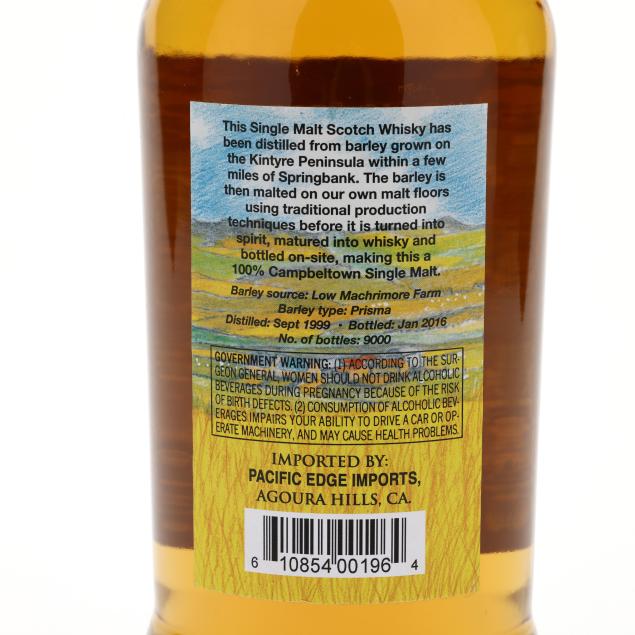 This Single Malt Scotch Whisky has
been distilled from barley grown on
the Kintyre Peninsula within a few
miles of Springbank. The barley is
then malted on our own malt floors
using traditional production
techniques before it is turned into
spirit, matured into whisky and
bottled on-site, making this a
100% Campbeltown Single Malt.
Barley source: Low Machrimore Farm
Barley type: Prisma
Distilled: Sept 1999 • Bottled: Jan 2016
No. of bottles: 9000
GOVERNMENT WARNING: (1) ACCORDING TO THE SUR-
GEON GENERAL, WOMEN SHOULD NOT DRINK ALCOHOLIC
BEVERAGES DURING PREGNANCY BECAUSE OF THE RISK
OF BIRTH DEFECTS. (2) CONSUMPTION OF ALCOHOLIC BEV-
ERAGES IMPAIRS YOUR ABILITY TO DRIVE A CAR OR OP-
ERATE MACHINERY, AND MAY CAUSE HEALTH PROBLEMS.
IMPORTED BY:
PACIFIC EDGE IMPORTS,
AGOURA HILLS, CA.
6 10854 00196 4